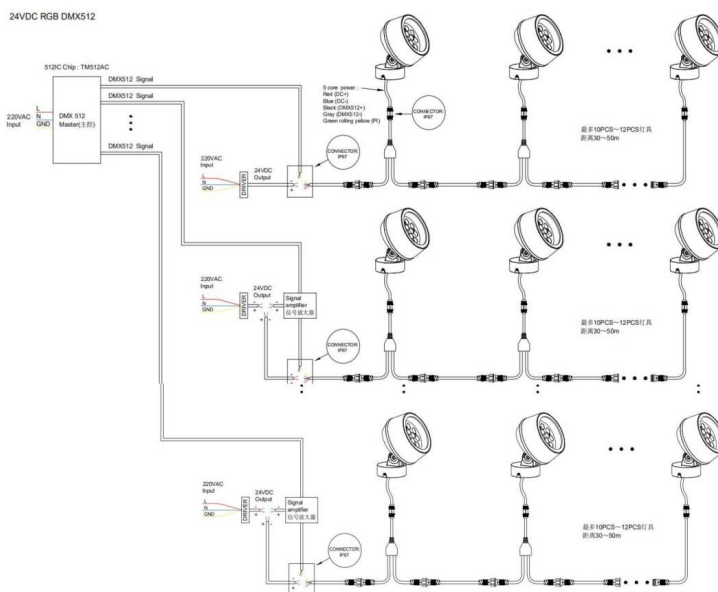 24VDC RGB DMX512
512IC Chip : TM512AC
DMX512 Signal
DMX512 Signal
DMX512 Signal
220VAC
Input
L
N
GND
DMX 512
Master(主控)
5 core power :
Red (DC+)
Blue (DC-)
Black (DMX512+)
Gray (DMX512-)
Green rolling yellow (PI)
CONNECTOR:
IP67
CONNECTOR:
IP67
220VAC
Input
L
N
GND
DRIVER
24VDC
Output
+
-
最多10PCS~12PCS灯具
距离30~50m
220VAC
Input
L
N
GND
DRIVER
24VDC
Output
Signal
amplifier
信号放大器
CONNECTOR:
IP67
最多10PCS~12PCS灯具
距离30~50m
220VAC
Input
L
N
GND
DRIVER
24VDC
Output
Signal
amplifier
信号放大器
CONNECTOR:
IP67
最多10PCS~12PCS灯具
距离30~50m